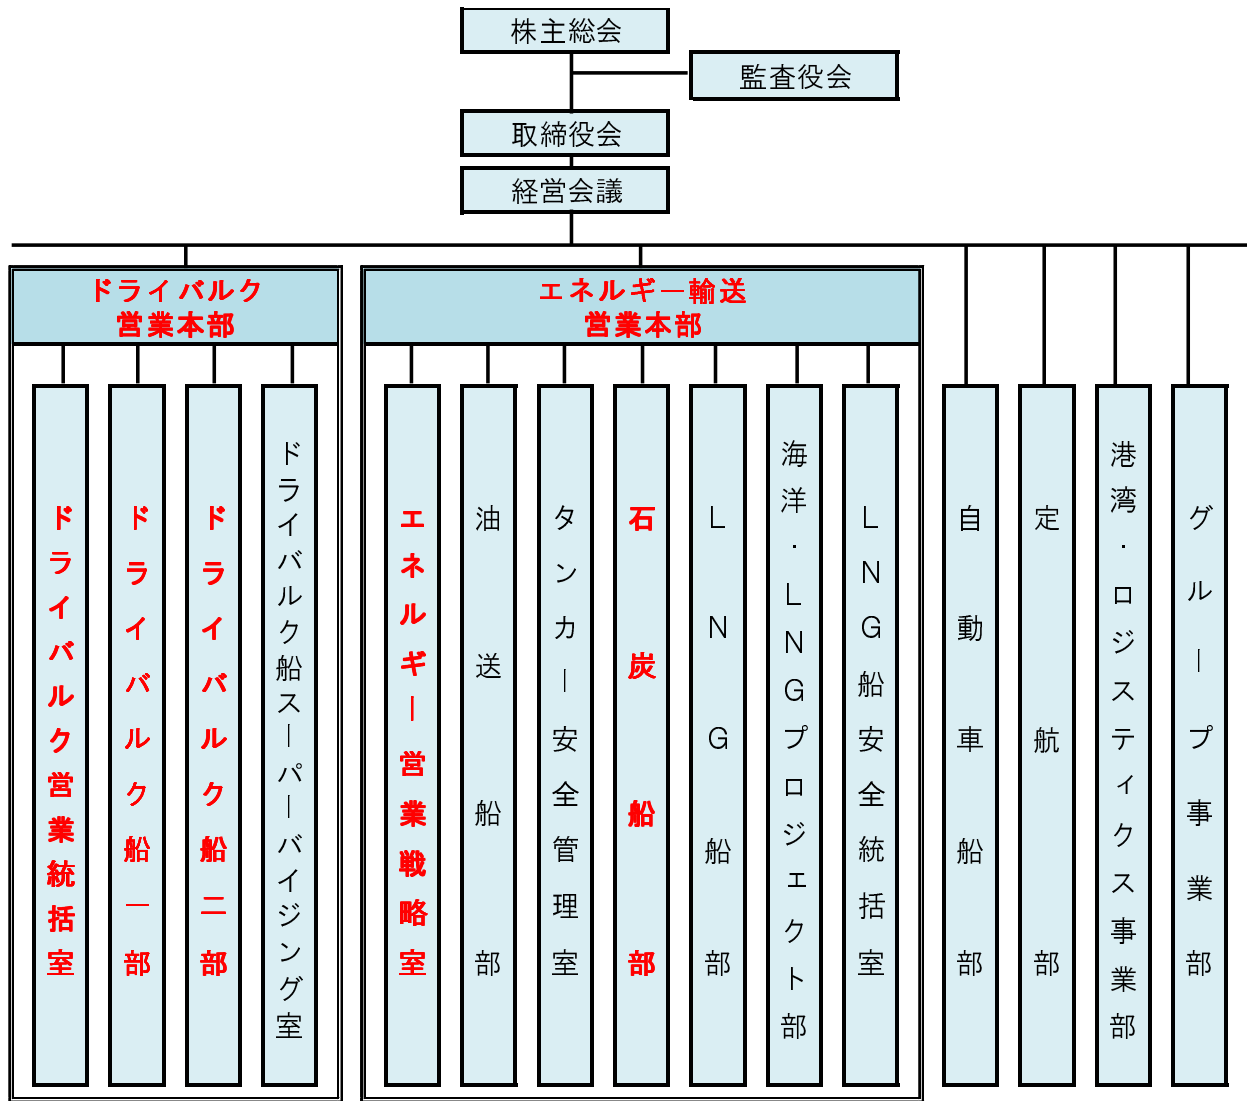 株主総会
監査役会
取締役会
経営会議
ドライバルク
営業本部
エネルギー輸送
営業本部
ドライバルク営業統括室
ドライバルク船一部
ドライバルク船二部
ドライバルク船スーパーバイジング室
エネルギー営業戦略室
油送船部
タンカー安全管理室
石炭船部
LNG船部
海洋・LNGプロジェクト部
LNG船安全統括室
自動車船部
定航部
港湾・ロジスティクス事業部
グループ事業部